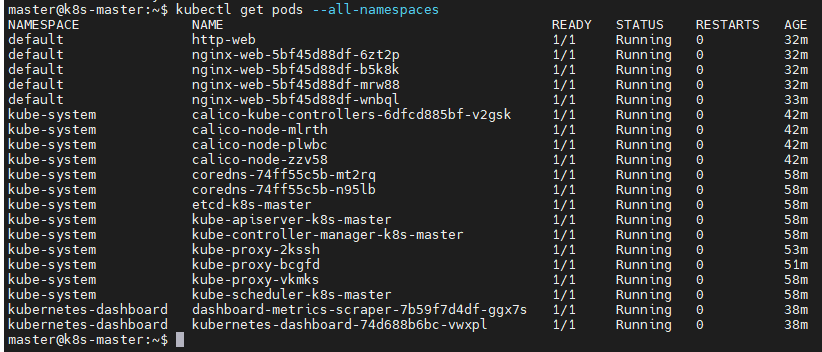 master@k8s-master:~$ kubectl get pods --all-namespaces
NAMESPACE NAME READY STATUS RESTARTS AGE
default http-web 1/1 Running 0 32m
default nginx-web-5bf45d88df-6zt2p 1/1 Running 0 32m
default nginx-web-5bf45d88df-b5k8k 1/1 Running 0 32m
default nginx-web-5bf45d88df-mrw88 1/1 Running 0 32m
default nginx-web-5bf45d88df-wnbql 1/1 Running 0 33m
kube-system calico-kube-controllers-6dfcd885bf-v2gsk 1/1 Running 0 42m
kube-system calico-node-mlrth 1/1 Running 0 42m
kube-system calico-node-plwbc 1/1 Running 0 42m
kube-system calico-node-zzv58 1/1 Running 0 42m
kube-system coredns-74ff55c5b-mt2rq 1/1 Running 0 58m
kube-system coredns-74ff55c5b-n95lb 1/1 Running 0 58m
kube-system etcd-k8s-master 1/1 Running 0 58m
kube-system kube-apiserver-k8s-master 1/1 Running 0 58m
kube-system kube-controller-manager-k8s-master 1/1 Running 0 58m
kube-system kube-proxy-2kssh 1/1 Running 0 53m
kube-system kube-proxy-bcgfd 1/1 Running 0 51m
kube-system kube-proxy-vkmks 1/1 Running 0 58m
kube-system kube-scheduler-k8s-master 1/1 Running 0 58m
kubernetes-dashboard dashboard-metrics-scraper-7b59f7d4df-ggx7s 1/1 Running 0 38m
kubernetes-dashboard kubernetes-dashboard-74d688b6bc-vwxpl 1/1 Running 0 38m
master@k8s-master:~$